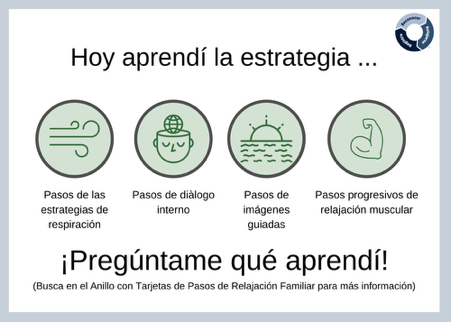 Hoy aprendí la estrategia ...
Pasos de las
estrategias de
respiración
Pasos de diàlogo
interno
Pasos de
imágenes
guiadas
Pasos progresivos de
relajación muscular
¡Pregúntame qué aprendí!
(Busca en el Anillo con Tarjetas de Pasos de Relajación Familiar para más información)